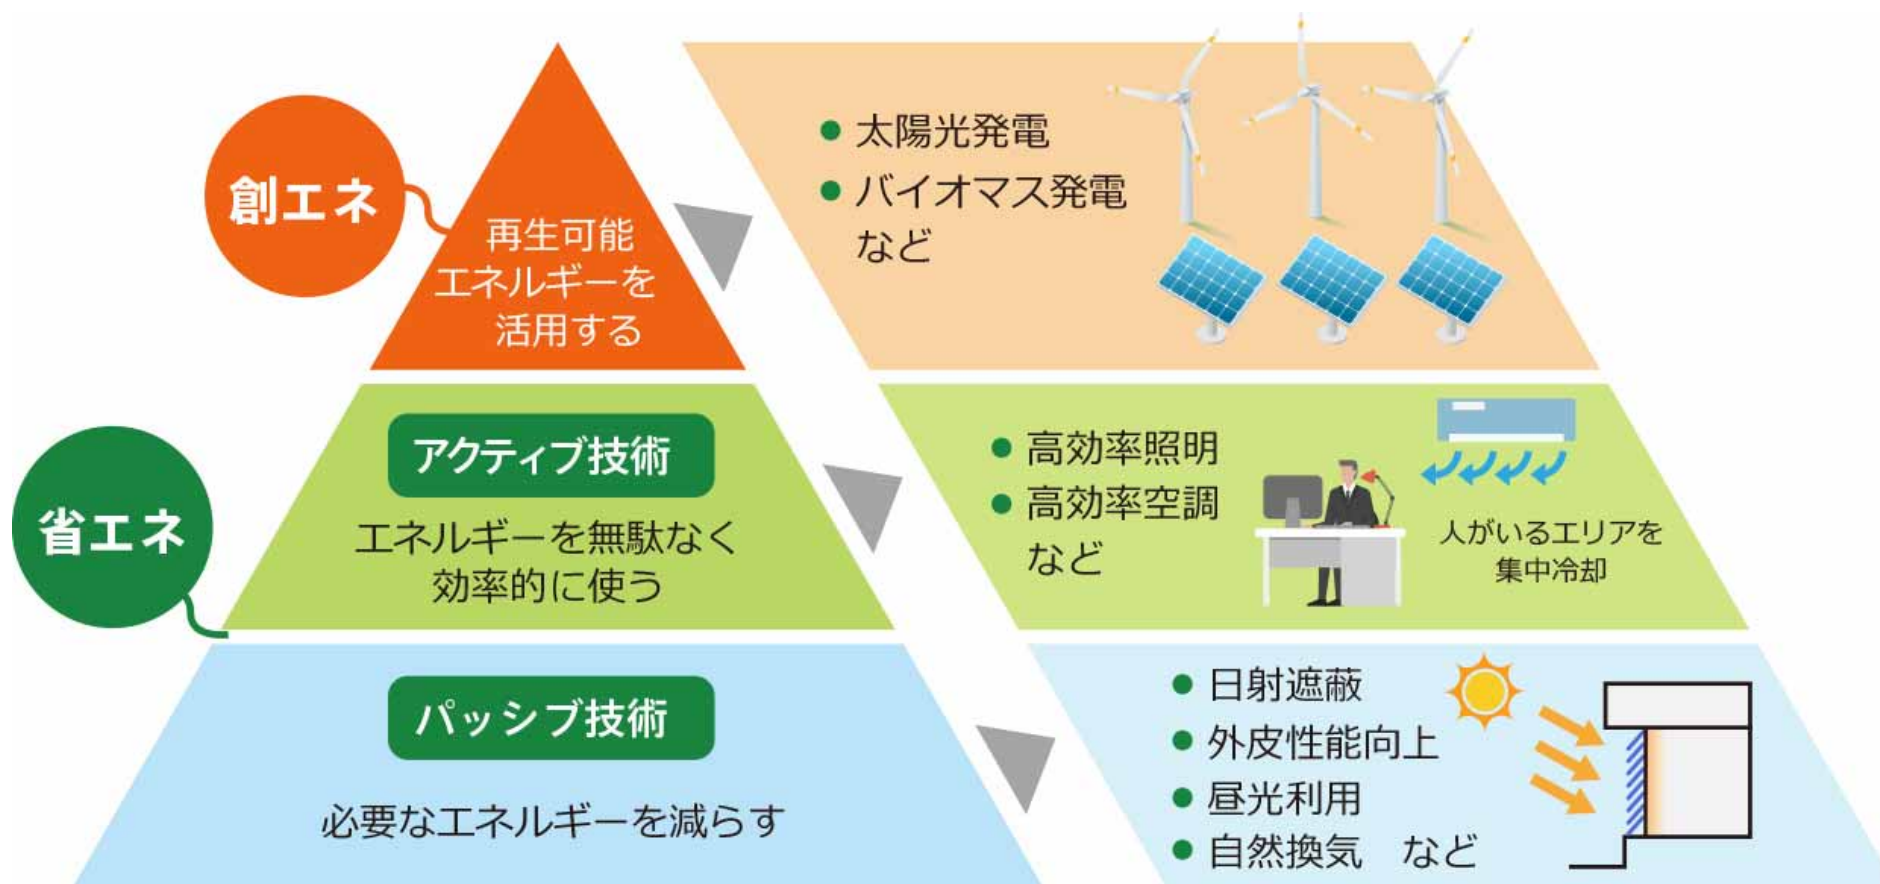 創エネ
再生可能
エネルギーを
活用する
● 太陽光発電
● バイオマス発電
など
省エネ
アクティブ技術
エネルギーを無駄なく
効率的に使う
● 高効率照明
● 高効率空調
など
人がいるエリアを
集中冷却
パッシブ技術
必要なエネルギーを減らす
● 日射遮蔽
● 外皮性能向上
● 昼光利用
● 自然換気　など